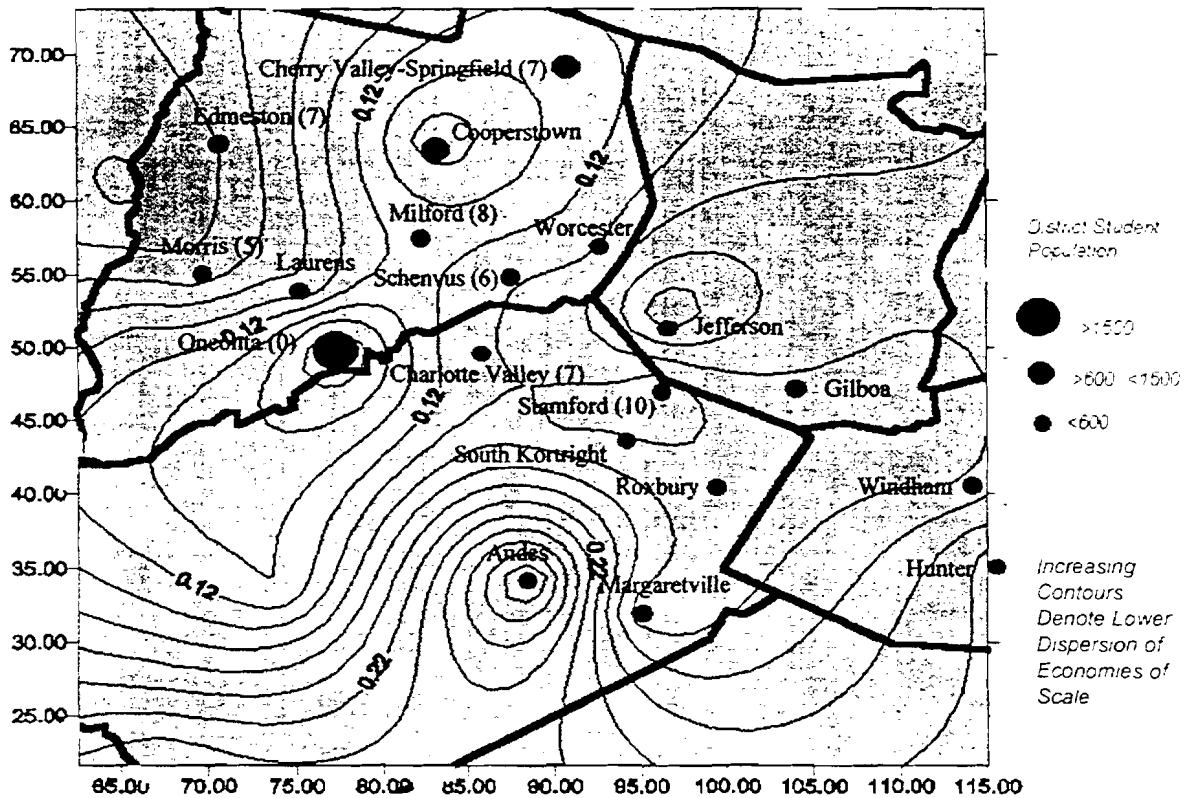 70.00
65.00
60.00
55.00
50.00
45.00
40.00
35.00
30.00
25.00
Cherry Valley-Springfield (7)
0.12
Edmeston (7)
Cooperstown
0.12
Milford (8)
Worcester
Morris (5)
Laurens
Schenvus (6)
0.12
Oneonta (0)
Jefferson
Charlotte Valley (7)
Gilboa
0.12
Stamford (10)
South Kortright
Roxbury
Windham
Andes
0.22
Hunter
0.12
Margaretville
0.22
65.00 70.00 75.00 80.00 85.00 90.00 95.00 100.00 105.00 110.00 115.00
District Student
Population
>1500
>600 <1500
<600
Increasing
Contours
Denote Lower
Dispersion of
Economies of
Scale